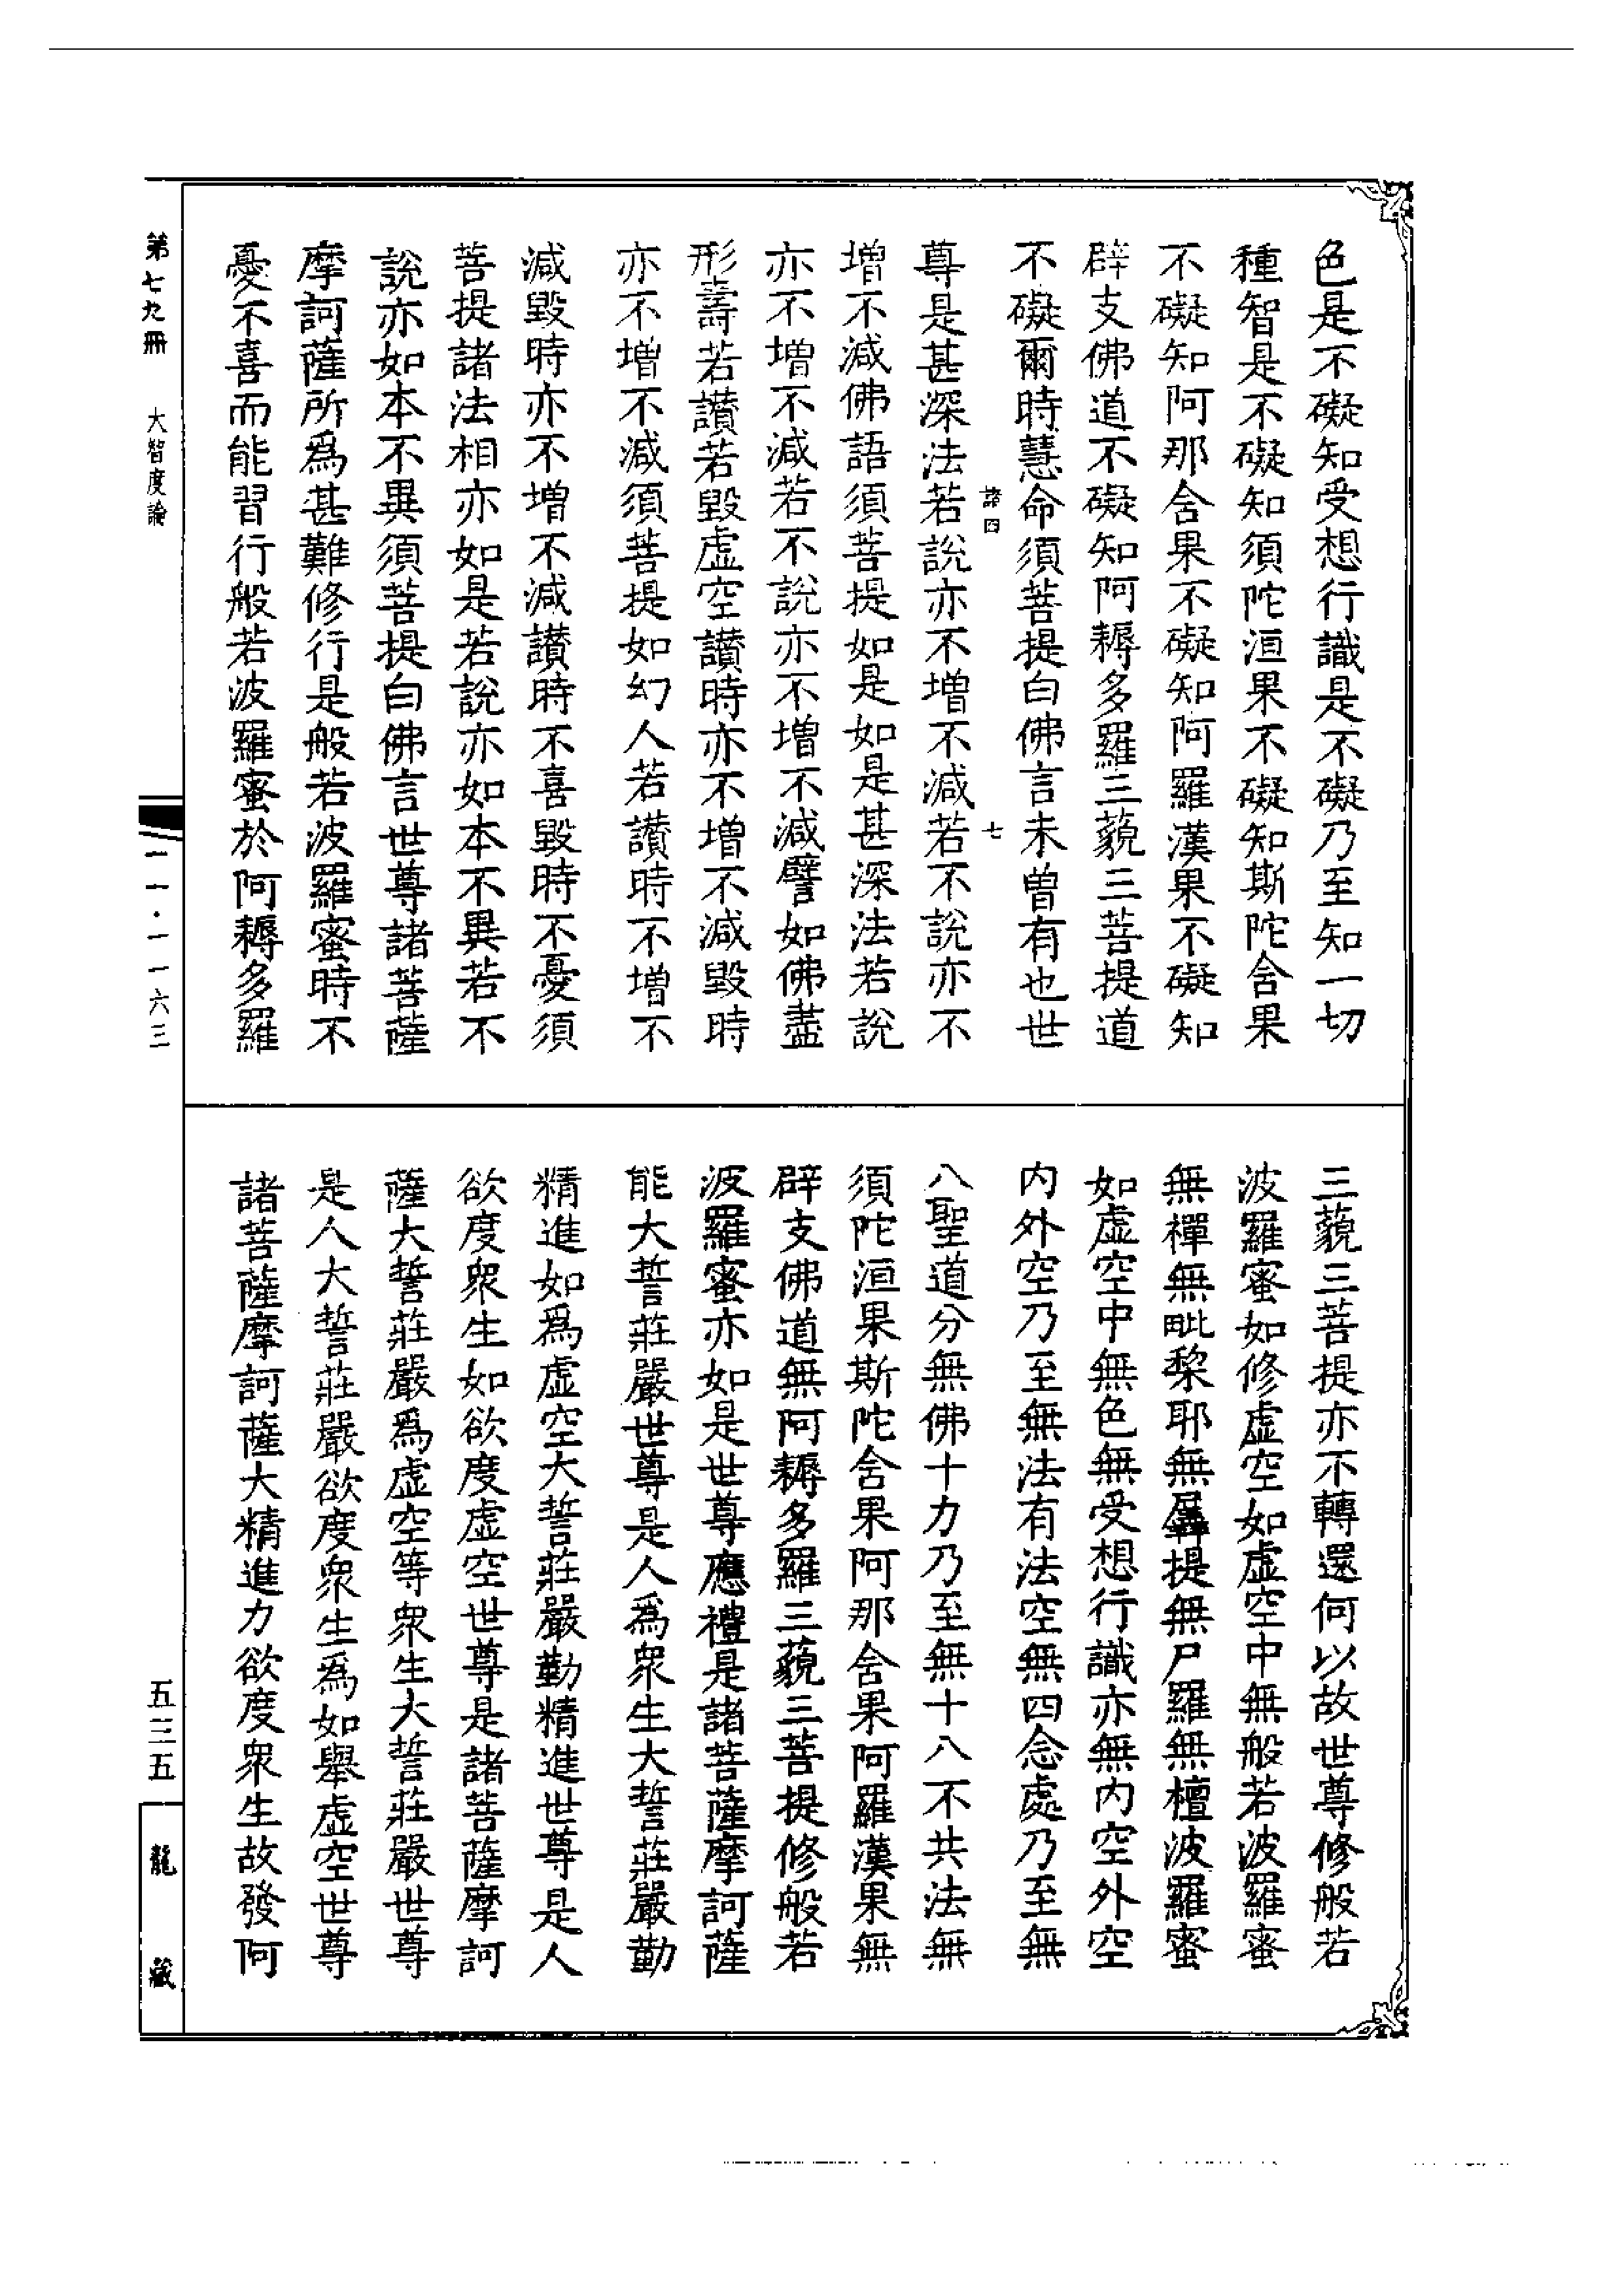 色是不礙知受想行識是不礙乃至知一切
種智是不礙知須陀洹果不礙知斯陀含果
不礙知阿那含果不礙知阿羅漢果不礙知
辟支佛道不礙知阿耨多羅三藐三菩提道
不礙爾時慧命須菩提白佛言未曾有也世
諦四 七
尊是甚深法若說亦不增不減若不說亦不
增不減佛語須菩提如是如是甚深法若說
亦不增不減若不說亦不增不減譬如佛盡
形壽若讚若毀虛空讚時亦不增不減毀時
亦不增不減須菩提如幻人若讚時不增不
減毀時亦不增不減讚時不喜毀時不憂須
菩提諸法相亦如是若說亦如本不異若不
說亦如本不異須菩提白佛言世尊諸菩薩
摩訶薩所爲甚難修行是般若波羅蜜時不
憂不喜而能習行般若波羅蜜於阿耨多羅
三藐三菩提亦不轉還何以故世尊修般若
波羅蜜如修虛空如虛空中無般若波羅蜜
無禪無毗棃耶無羼提無尸羅無檀波羅蜜
如虛空中無色無受想行識亦無內空外空
內外空乃至無法有法空無四念處乃至無
八聖道分無佛十力乃至無十八不共法無
須陀洹果斯陀含果阿那含果阿羅漢果無
辟支佛道無阿耨多羅三藐三菩提修般若
波羅蜜亦如是世尊應禮是諸菩薩摩訶薩
能大誓莊嚴世尊是人爲衆生大誓莊嚴勤
精進如爲虛空大誓莊嚴勤精進世尊是人
欲度衆生如欲度虛空世尊是諸菩薩摩訶
薩大誓莊嚴爲虛空等衆生大誓莊嚴世尊
是人大誓莊嚴欲度衆生爲如舉虛空世尊
諸菩薩摩訶薩大精進力欲度衆生故發阿
第七九冊 大智度論
一一·一一六三
五三五
龍藏